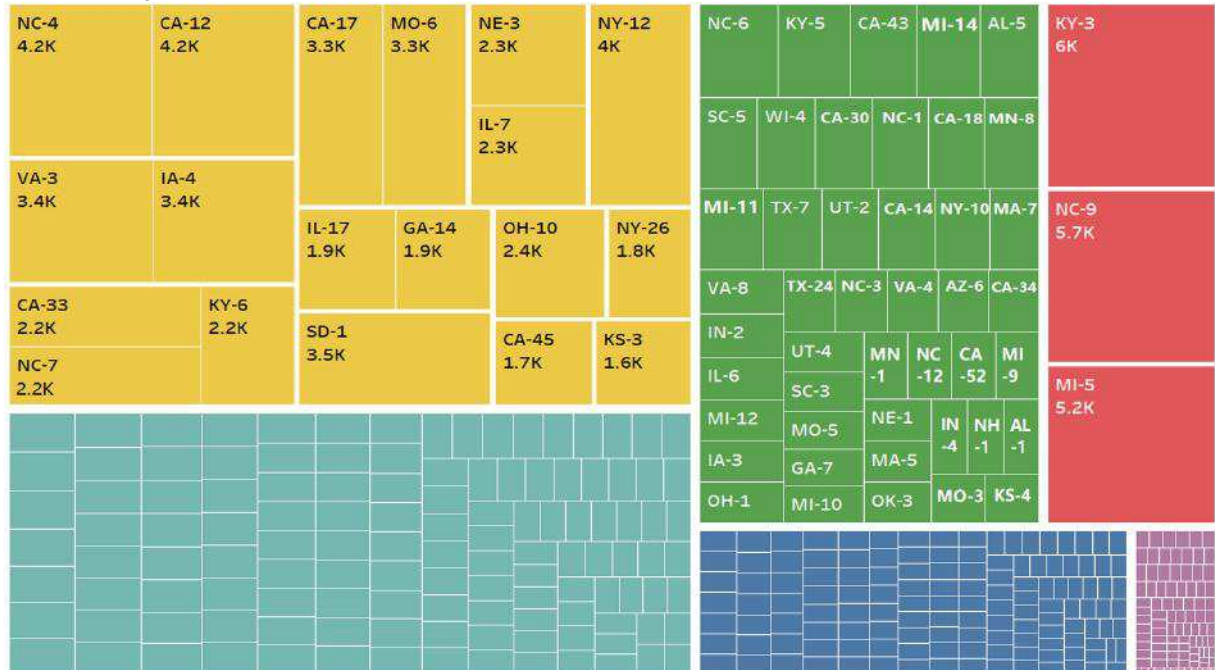 NC-4
4.2K
CA-12
4.2K
CA-17
3.3K
MO-6
3.3K
NE-3
2.3K
NY-12
4K
IL-7
2.3K
VA-3
3.4K
IA-4
3.4K
IL-17
1.9K
GA-14
1.9K
OH-10
2.4K
NY-26
1.8K
CA-33
2.2K
KY-6
2.2K
NC-7
2.2K
SD-1
3.5K
CA-45
1.7K
KS-3
1.6K
NC-6
KY-5
CA-43
MI-14
AL-5
SC-5
WI-4
CA-30
NC-1
CA-18
MN-8
MI-11
TX-7
UT-2
CA-14
NY-10
MA-7
VA-8
TX-24
NC-3
VA-4
AZ-6
CA-34
IN-2
UT-4
MN
-1
NC
-12
CA
-52
MI
-9
IL-6
SC-3
MI-12
MO-5
NE-1
IN
-4
NH
-1
AL
-1
IA-3
GA-7
MA-5
OH-1
MI-10
OK-3
MO-3
KS-4
KY-3
6K
NC-9
5.7K
MI-5
5.2K